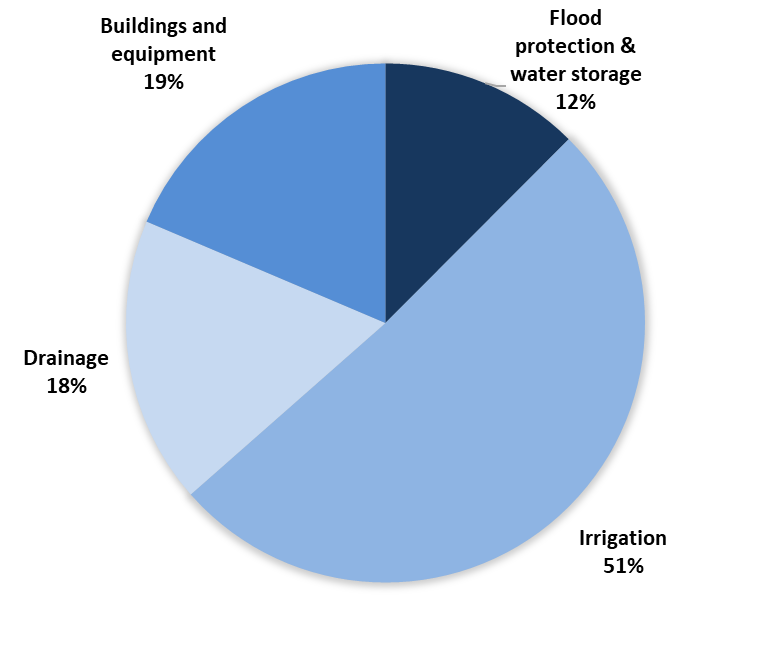 Buildings and
equipment
19%
Flood
protection &
water storage
12%
Drainage
18%
Irrigation
51%